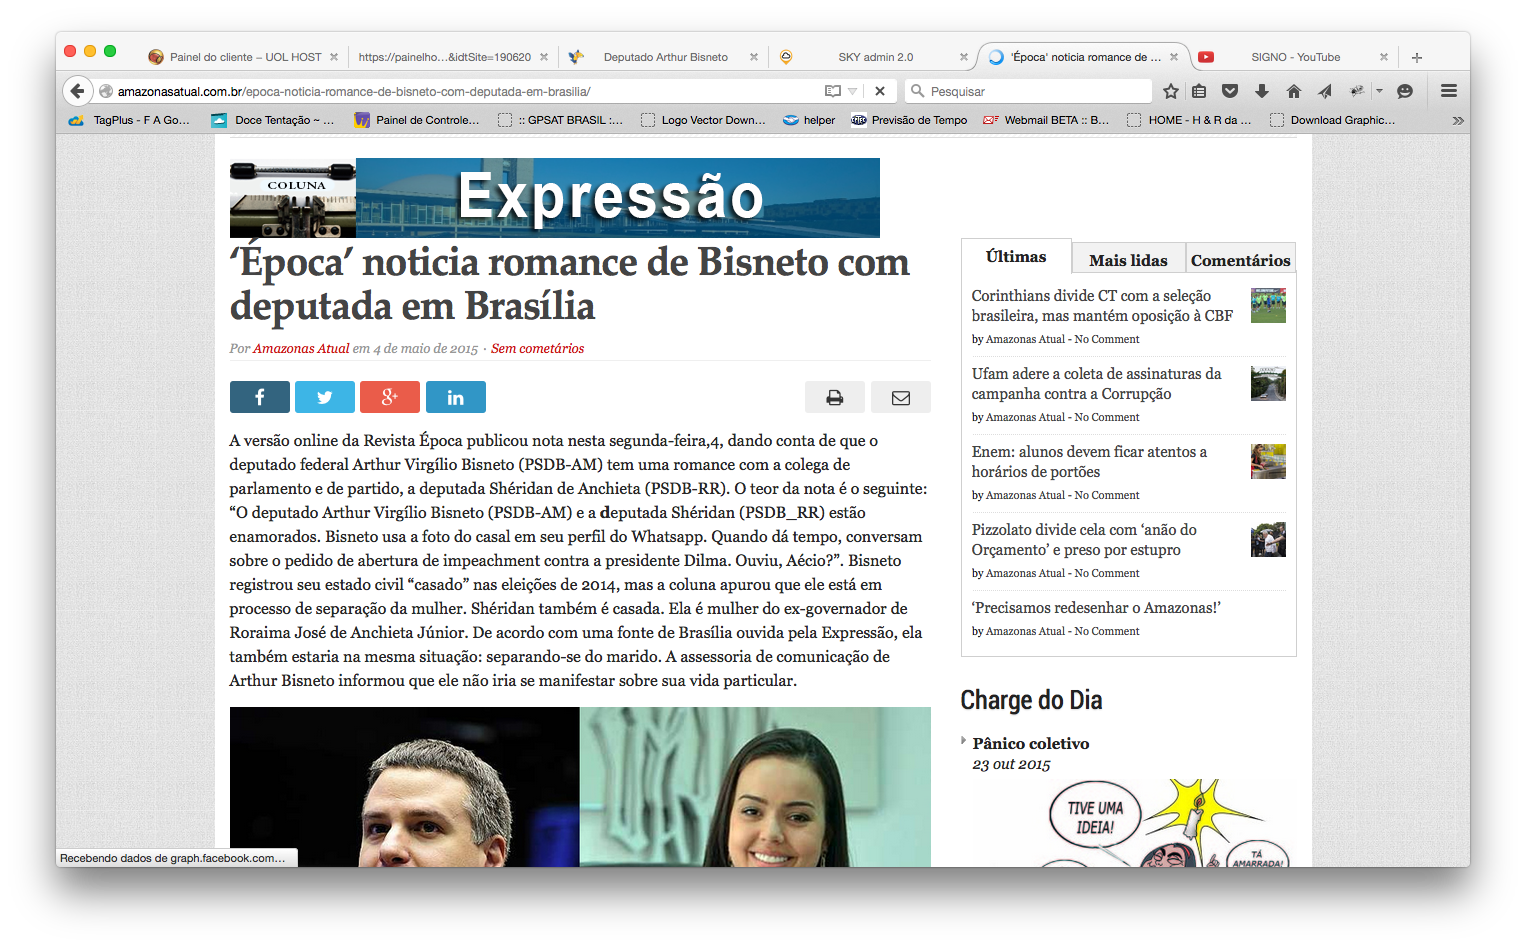 Painel do cliente – UOL HOST
https://painelho...&idtSite=190620
Deputado Arthur Bisneto
SKY admin 2.0
'Época' noticia romance de ...
SIGNO - YouTube
amazonasatual.com.br/epoca-noticia-romance-de-bisneto-com-deputada-em-brasilia/
Pesquisar
TagPlus - F A Go...
Doce Tentação ~ ...
Painel de Controle...
:: GPSAT BRASIL :...
Logo Vector Down...
helper
Previsão de Tempo
Webmail BETA :: B...
HOME - H & R da ...
Download Graphic...
COLUNA
Expressão
‘Época’ noticia romance de Bisneto com
deputada em Brasília
Por Amazonas Atual em 4 de maio de 2015 · Sem cometários
A versão online da Revista Época publicou nota nesta segunda-feira,4, dando conta de que o
deputado federal Arthur Virgílio Bisneto (PSDB-AM) tem uma romance com a colega de
parlamento e de partido, a deputada Shéridan de Anchieta (PSDB-RR). O teor da nota é o seguinte:
“O deputado Arthur Virgílio Bisneto (PSDB-AM) e a deputada Shéridan (PSDB_RR) estão
enamorados. Bisneto usa a foto do casal em seu perfil do Whatsapp. Quando dá tempo, conversam
sobre o pedido de abertura de impeachment contra a presidente Dilma. Ouviu, Aécio?”. Bisneto
registrou seu estado civil “casado” nas eleições de 2014, mas a coluna apurou que ele está em
processo de separação da mulher. Shéridan também é casada. Ela é mulher do ex-governador de
Roraima José de Anchieta Júnior. De acordo com uma fonte de Brasília ouvida pela Expressão, ela
também estaria na mesma situação: separando-se do marido. A assessoria de comunicação de
Arthur Bisneto informou que ele não iria se manifestar sobre sua vida particular.
Últimas
Mais lidas
Comentários
Corinthians divide CT com a seleção
brasileira, mas mantém oposição à CBF
by Amazonas Atual - No Comment
Ufam adere a coleta de assinaturas da
campanha contra a Corrupção
by Amazonas Atual - No Comment
Enem: alunos devem ficar atentos a
horários de portões
by Amazonas Atual - No Comment
Pizzolato divide cela com ‘anão do
Orçamento’ e preso por estupro
by Amazonas Atual - No Comment
‘Precisamos redesenhar o Amazonas!’
by Amazonas Atual - No Comment
Charge do Dia
Pânico coletivo
23 out 2015
TIVE UMA
IDEIA!
TÁ
AMARRADA!
Recebendo dados de graph.facebook.com...